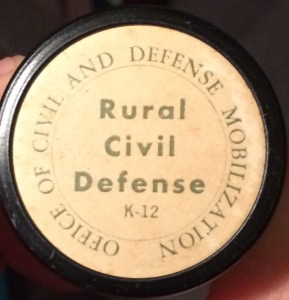 OFFICE OF CIVIL AND DEFENSE MOBILIZATION
Rural
Civil
Defense
K-12